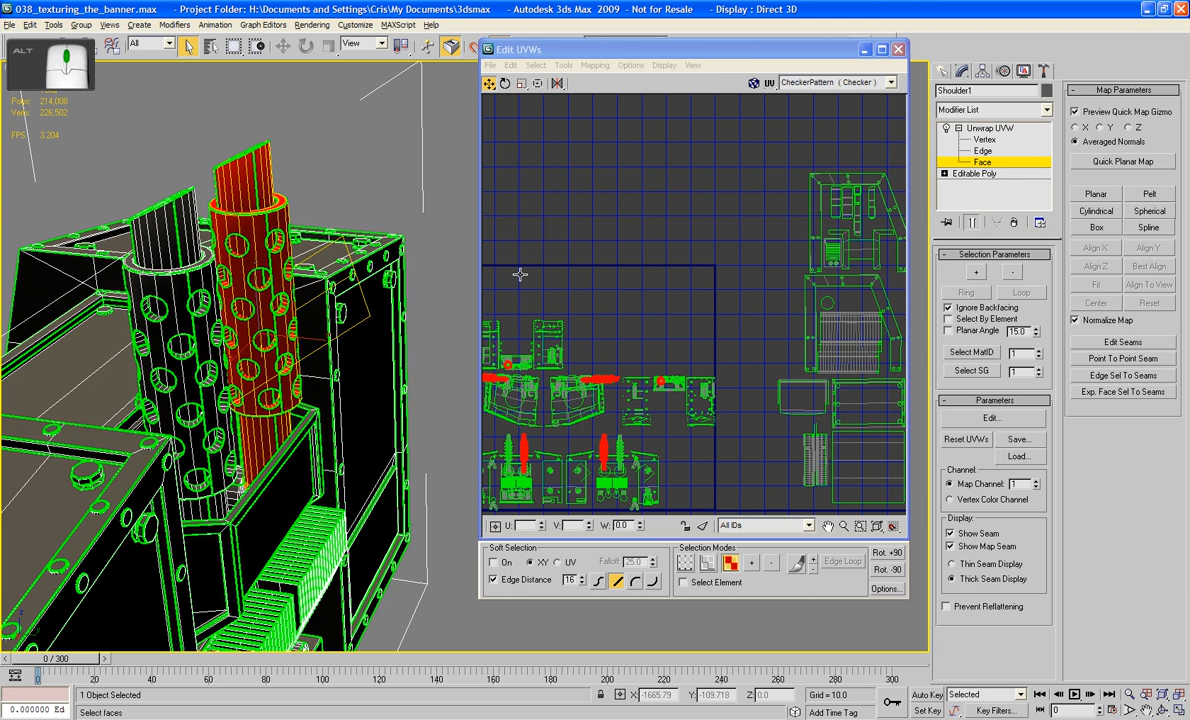 038_texturing_the_banner.max - Project Folder: H:\Documents and Settings\Cris\My Documents\3dsmax - Autodesk 3ds Max 2009 - Not for Resale - Display : Direct 3D
File Edit Tools Group Views Create Modifiers Animation Graph Editors Rendering Customize MAXScript Help
All View
ALT
Polys: 214,008
Verts: 226,502
FPS: 3.204
Edit UVWs
File Edit Select Tools Mapping Options Display View
UV CheckerPattern ( Checker )
U: V: W: 0.0 All IDs
Soft Selection
On XY UV Falloff: 25.0
Edge Distance 16
Selection Modes
+ - Edge Loop
Select Element
Rot. +90
Rot. -90
Options...
Shoulder1
Modifier List
Unwrap UVW
Vertex
Edge
Face
Editable Poly
- Selection Parameters
+ -
Ring Loop
Ignore Backfacing
Select By Element
Planar Angle 15.0
Select MatID 1
Select SG 1
- Parameters
Edit...
Reset UVWs Save...
Load...
Channel:
Map Channel: 1
Vertex Color Channel
Display:
Show Seam
Show Map Seam
Thin Seam Display
Thick Seam Display
Prevent Reflattening
- Map Parameters
Preview Quick Map Gizmo
X Y Z
Averaged Normals
Quick Planar Map
Planar Pelt
Cylindrical Spherical
Box Spline
Align X Align Y
Align Z Best Align
Fit Align To View
Center Reset
Normalize Map
Edit Seams
Point To Point Seam
Edge Sel To Seams
Exp. Face Sel To Seams
0 / 300
0 20 40 60 80 100 120 140 160 180 200 220 240 260 280 300
0.000000 Ed
1 Object Selected
Select faces
X: -1665.79 Y: -109.718 Z: 0.0
Grid = 10.0
Add Time Tag
Auto Key Selected
Set Key Key Filters...
0